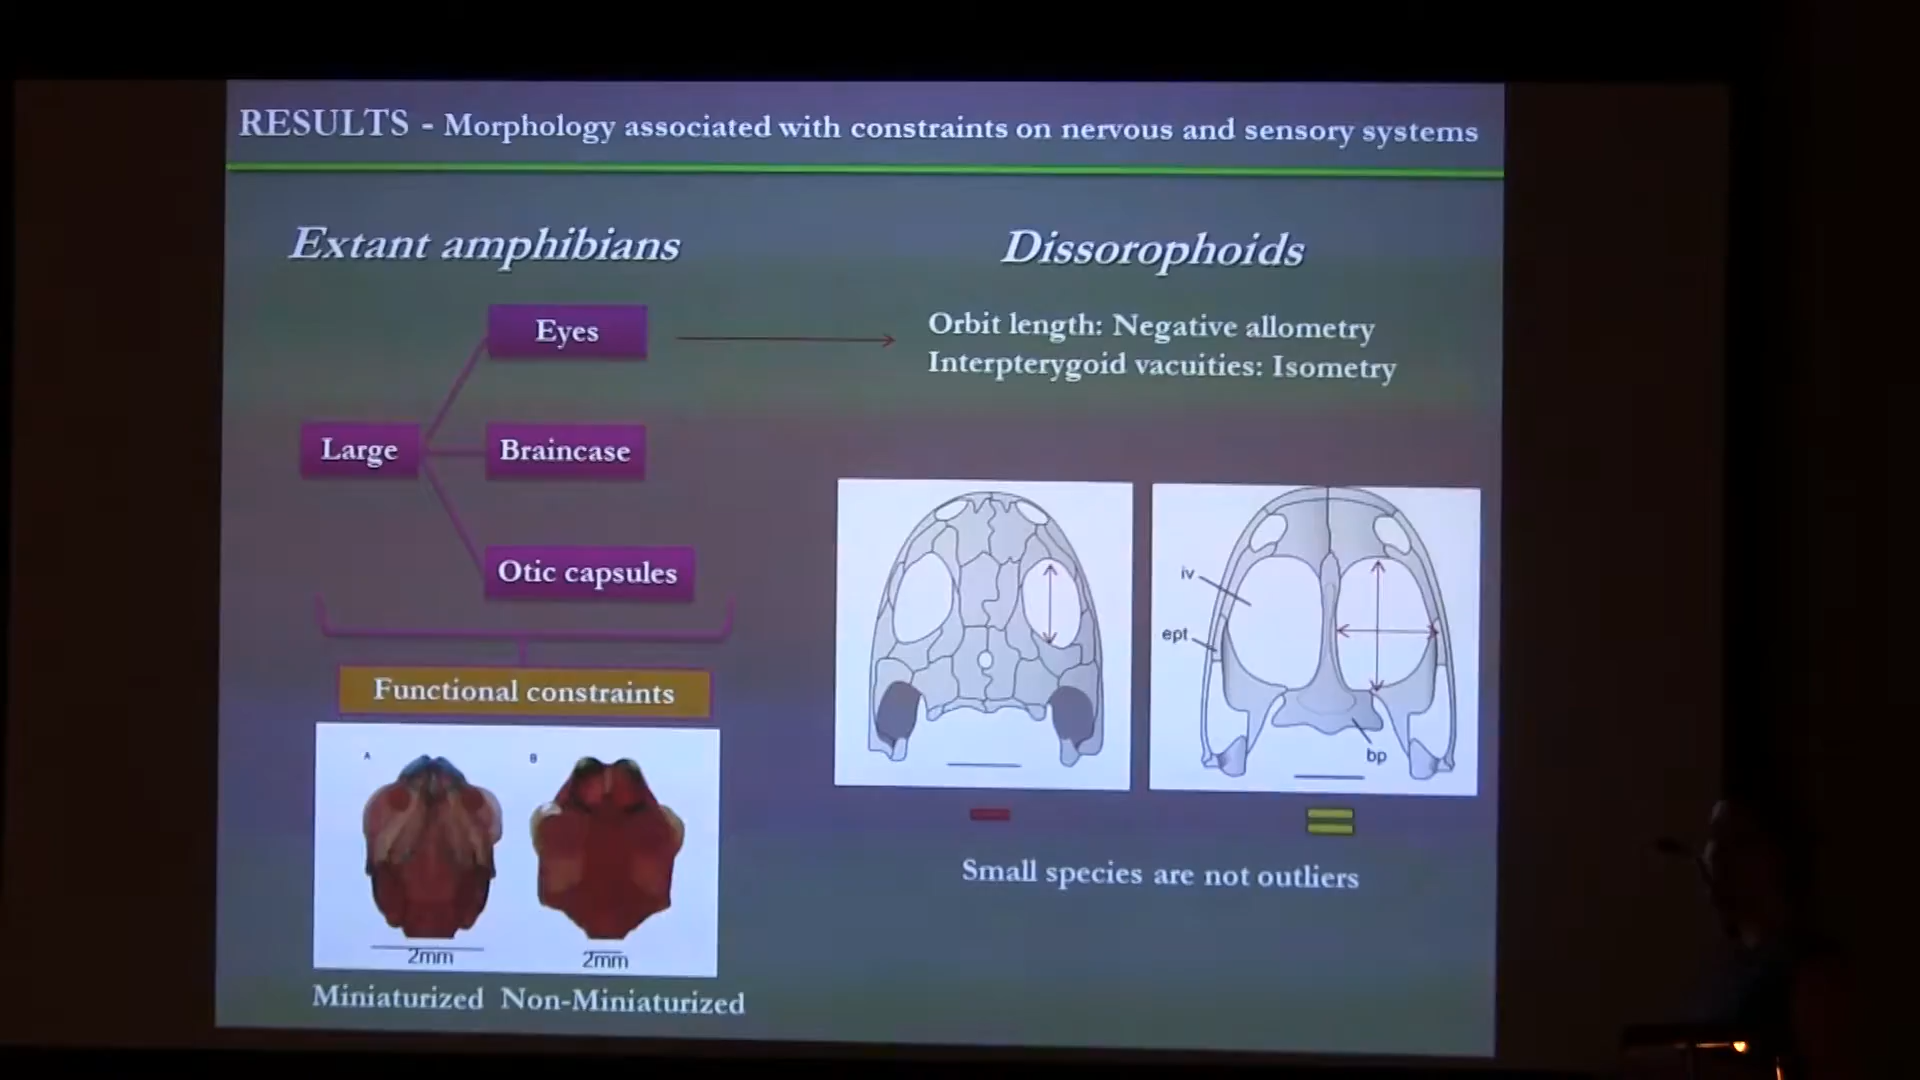 RESULTS - Morphology associated with constraints on nervous and sensory systems
Extant amphibians
Eyes
Large
Braincase
Otic capsules
Functional constraints
A
B
2mm
2mm
Miniaturized Non-Miniaturized
Dissorophoids
Orbit length: Negative allometry
Interpterygoid vacuities: Isometry
iv
ept
bp
Small species are not outliers